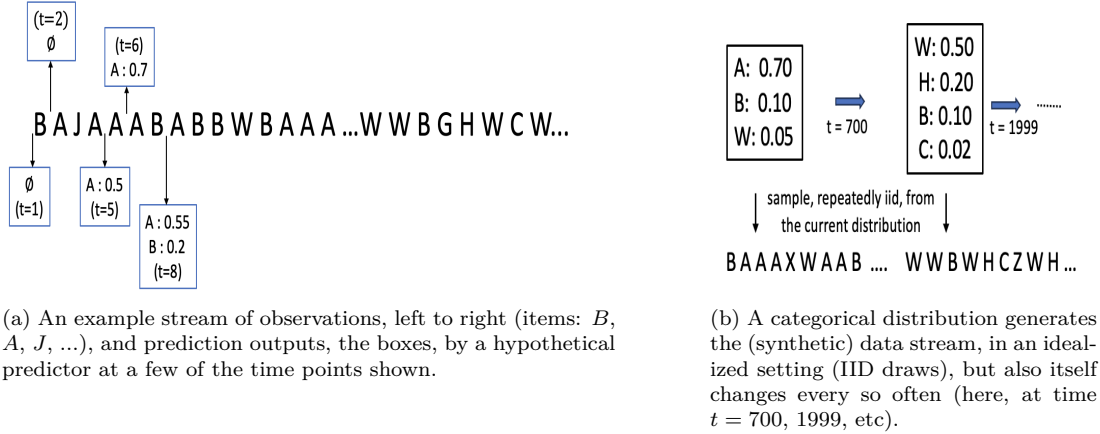 (t=2)
Ø
(t=6)
A : 0.7
B A J A A A B A B B W B A A A ...W W B G H W C W...
Ø
(t=1)
A : 0.5
(t=5)
A : 0.55
B : 0.2
(t=8)
(a) An example stream of observations, left to right (items: B,
A, J, ...), and prediction outputs, the boxes, by a hypothetical
predictor at a few of the time points shown.
A: 0.70
B: 0.10
W: 0.05
t = 700
W: 0.50
H: 0.20
B: 0.10
C: 0.02
t = 1999
........
sample, repeatedly iid, from
the current distribution
B A A A X W A A B .... W W B W H C Z W H ...
(b) A categorical distribution generates
the (synthetic) data stream, in an ideal-
ized setting (IID draws), but also itself
changes every so often (here, at time
t = 700, 1999, etc).